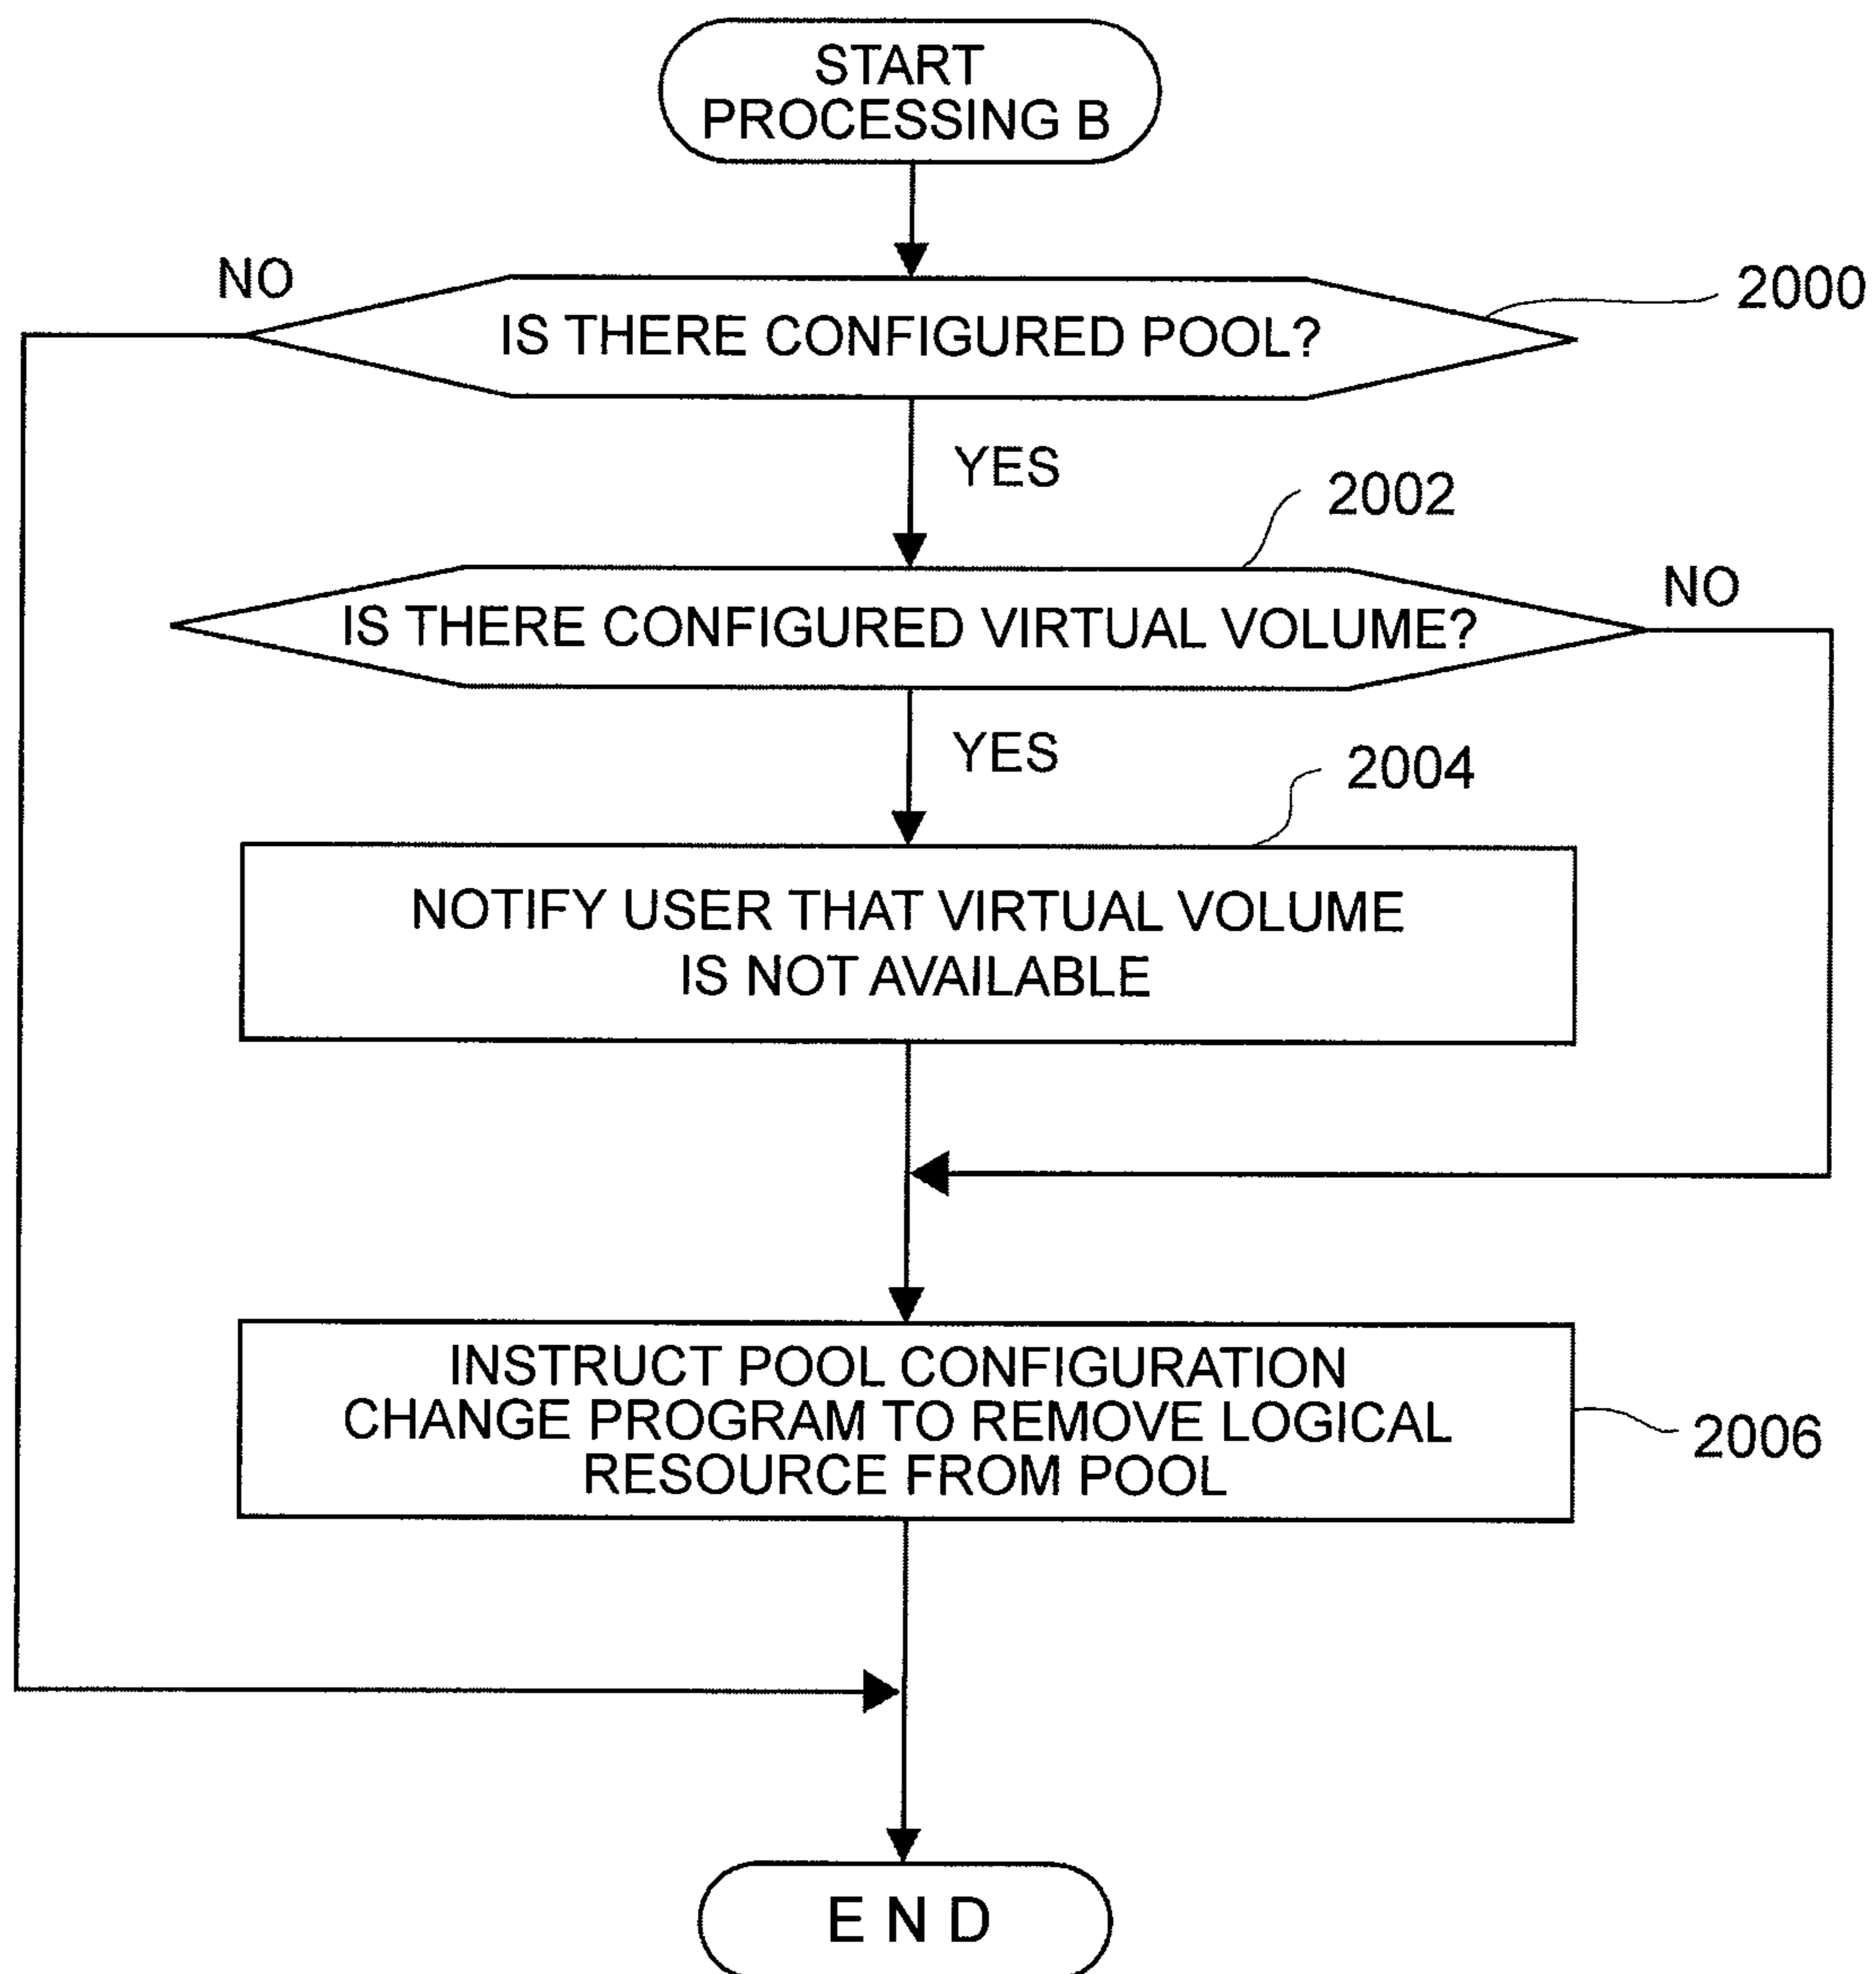 START
PROCESSING B
NO
2000
IS THERE CONFIGURED POOL?
YES
2002
NO
IS THERE CONFIGURED VIRTUAL VOLUME?
YES
2004
NOTIFY USER THAT VIRTUAL VOLUME
IS NOT AVAILABLE
INSTRUCT POOL CONFIGURATION
CHANGE PROGRAM TO REMOVE LOGICAL
RESOURCE FROM POOL
2006
END